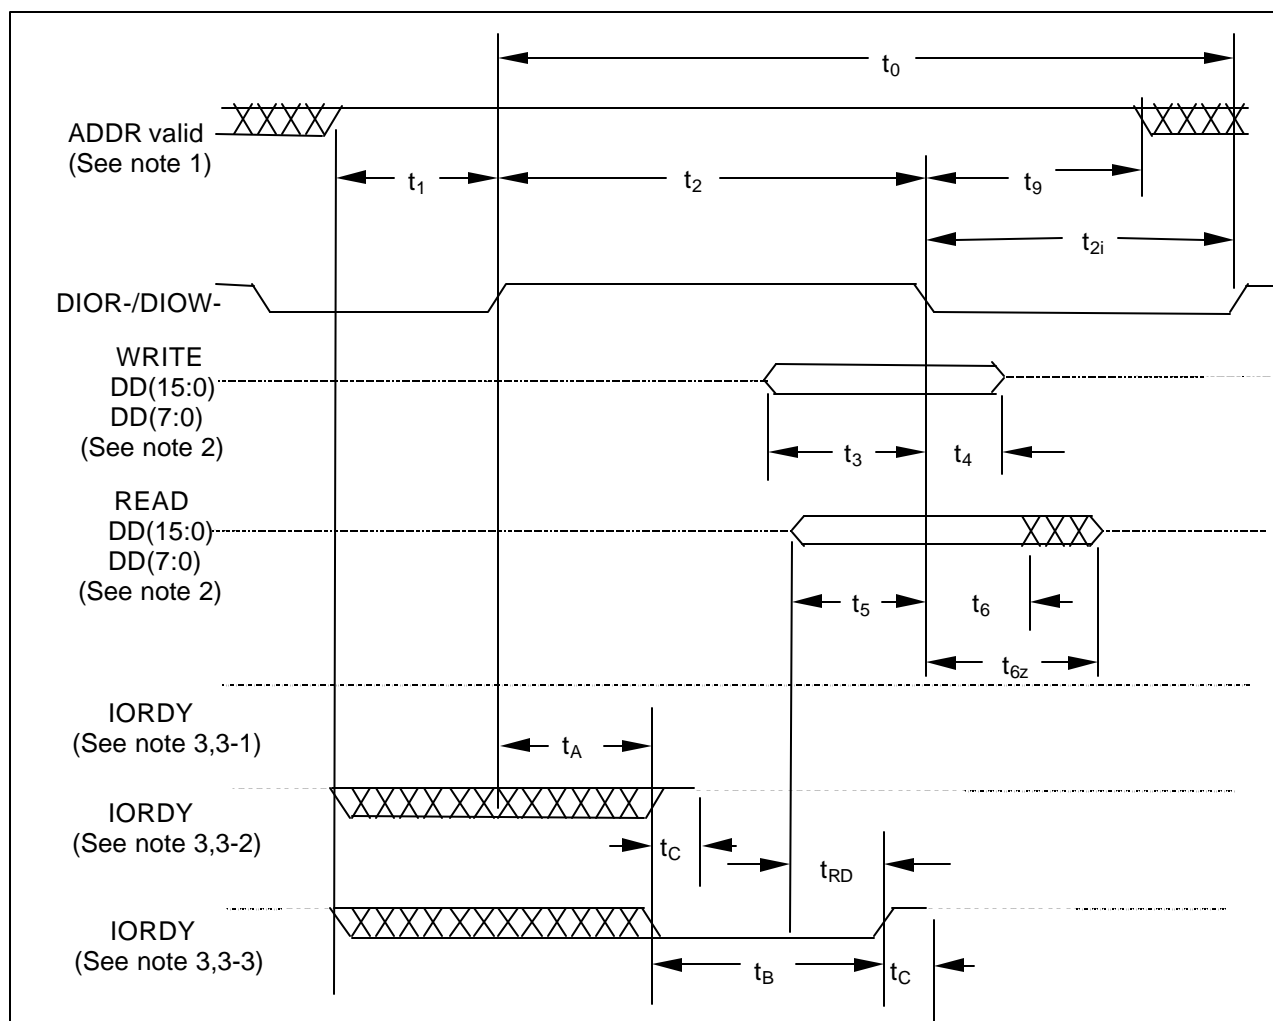 t0
ADDR valid
(See note 1)
t1
t2
t9
t2i
DIOR-/DIOW-
WRITE
DD(15:0)
DD(7:0)
(See note 2)
t3
t4
READ
DD(15:0)
DD(7:0)
(See note 2)
t5
t6
t6z
IORDY
(See note 3,3-1)
tA
IORDY
(See note 3,3-2)
tC
tRD
IORDY
(See note 3,3-3)
tB
tC